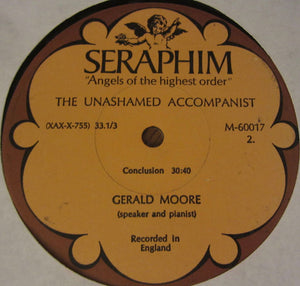 SERAPHIM
"Angels of the highest order"
THE UNASHAMED ACCOMPANIST
(XAX-X-755) 33.1/3 M-60017
2.
Conclusion 30:40
GERALD MOORE
(speaker and pianist)
Recorded in
England